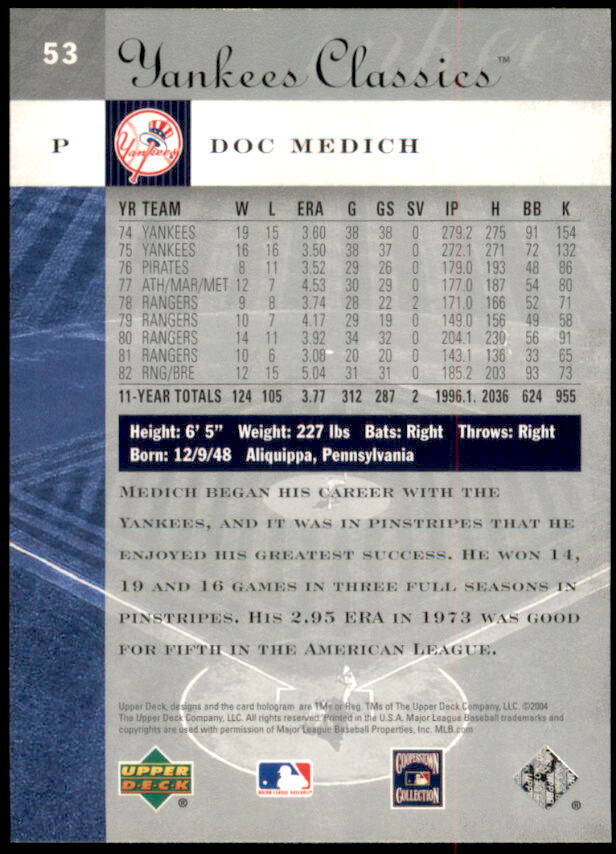 53
Yankees Classics™
P
Yankees
DOC MEDICH
YR TEAM W L ERA G GS SV IP H BB K
74 YANKEES 19 15 3.60 38 38 0 279.2 275 91 154
75 YANKEES 16 16 3.50 38 37 0 272.1 271 72 132
76 PIRATES 8 11 3.52 29 26 0 179.0 193 48 86
77 ATH/MAR/MET 12 7 4.53 30 29 0 177.0 187 54 80
78 RANGERS 9 8 3.74 28 22 2 171.0 166 52 71
79 RANGERS 10 7 4.17 29 19 0 149.0 156 49 58
80 RANGERS 14 11 3.92 34 32 0 204.1 230 56 91
81 RANGERS 10 6 3.08 20 20 0 143.1 136 33 65
82 RNG/BRE 12 15 5.04 31 31 0 185.2 203 93 73
11-YEAR TOTALS 124 105 3.77 312 287 2 1996.1. 2036 624 955
Height: 6' 5" Weight: 227 lbs Bats: Right Throws: Right
Born: 12/9/48 Aliquippa, Pennsylvania
MEDICH BEGAN HIS CAREER WITH THE
YANKEES, AND IT WAS IN PINSTRIPES THAT HE
ENJOYED HIS GREATEST SUCCESS. HE WON 14,
19 AND 16 GAMES IN THREE FULL SEASONS IN
PINSTRIPES. HIS 2.95 ERA IN 1973 WAS GOOD
FOR FIFTH IN THE AMERICAN LEAGUE.
Upper Deck, designs and the card hologram are TMs or Reg. TMs of The Upper Deck Company, LLC. ©2004
The Upper Deck Company, LLC. All rights reserved. Printed in the U.S.A. Major League Baseball trademarks and
copyrights are used with permission of Major League Baseball Properties, Inc. MLB.com
UPPER
DECK
®
MAJOR LEAGUE BASEBALL
COOPERSTOWN
COLLECTION
®